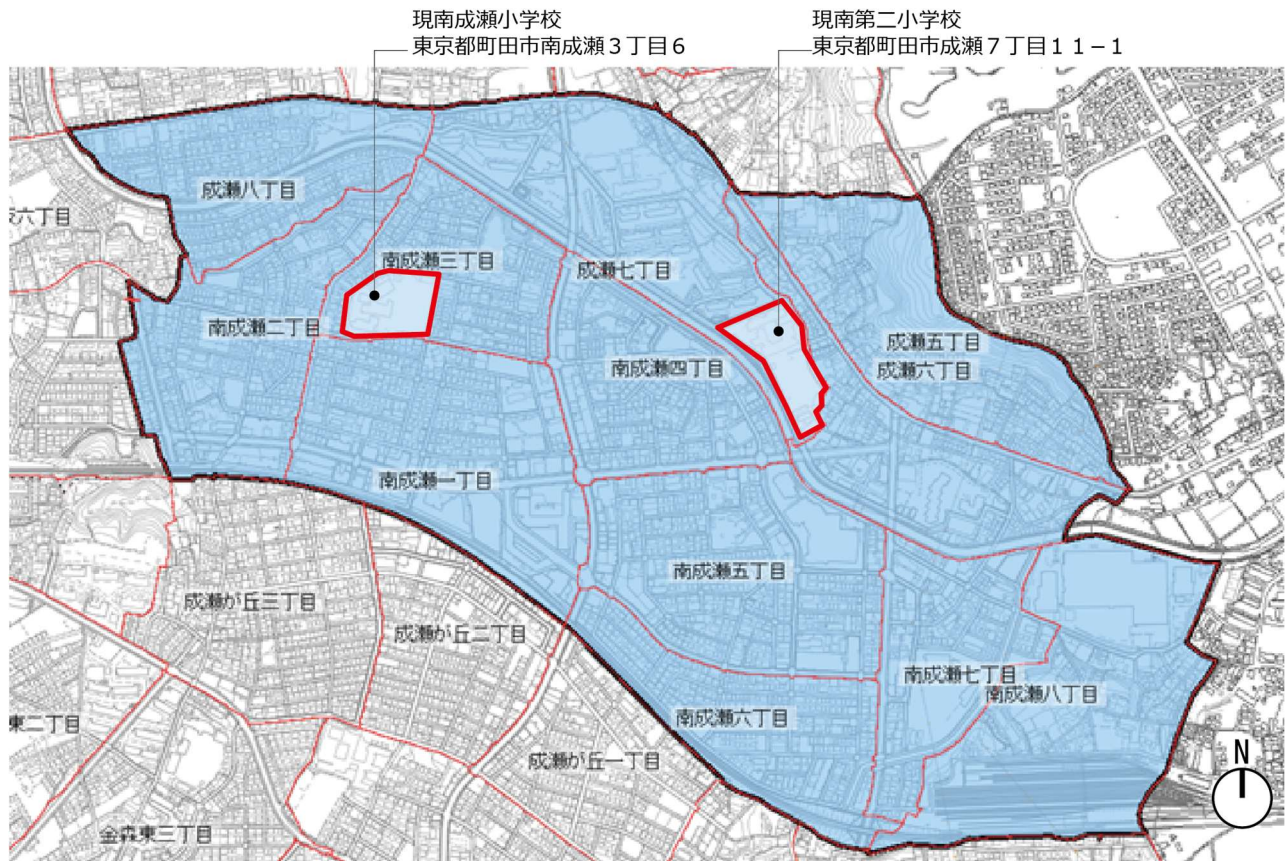 現南成瀬小学校
東京都町田市南成瀬３丁目６
現南第二小学校
東京都町田市成瀬７丁目１１−１
成瀬八丁目
六丁目
南成瀬三丁目
成瀬七丁目
南成瀬二丁目
南成瀬四丁目
成瀬五丁目
成瀬六丁目
南成瀬一丁目
南成瀬五丁目
成瀬が丘三丁目
成瀬が丘二丁目
南成瀬七丁目
南成瀬八丁目
南成瀬六丁目
東二丁目
成瀬が丘一丁目
金森東三丁目
N